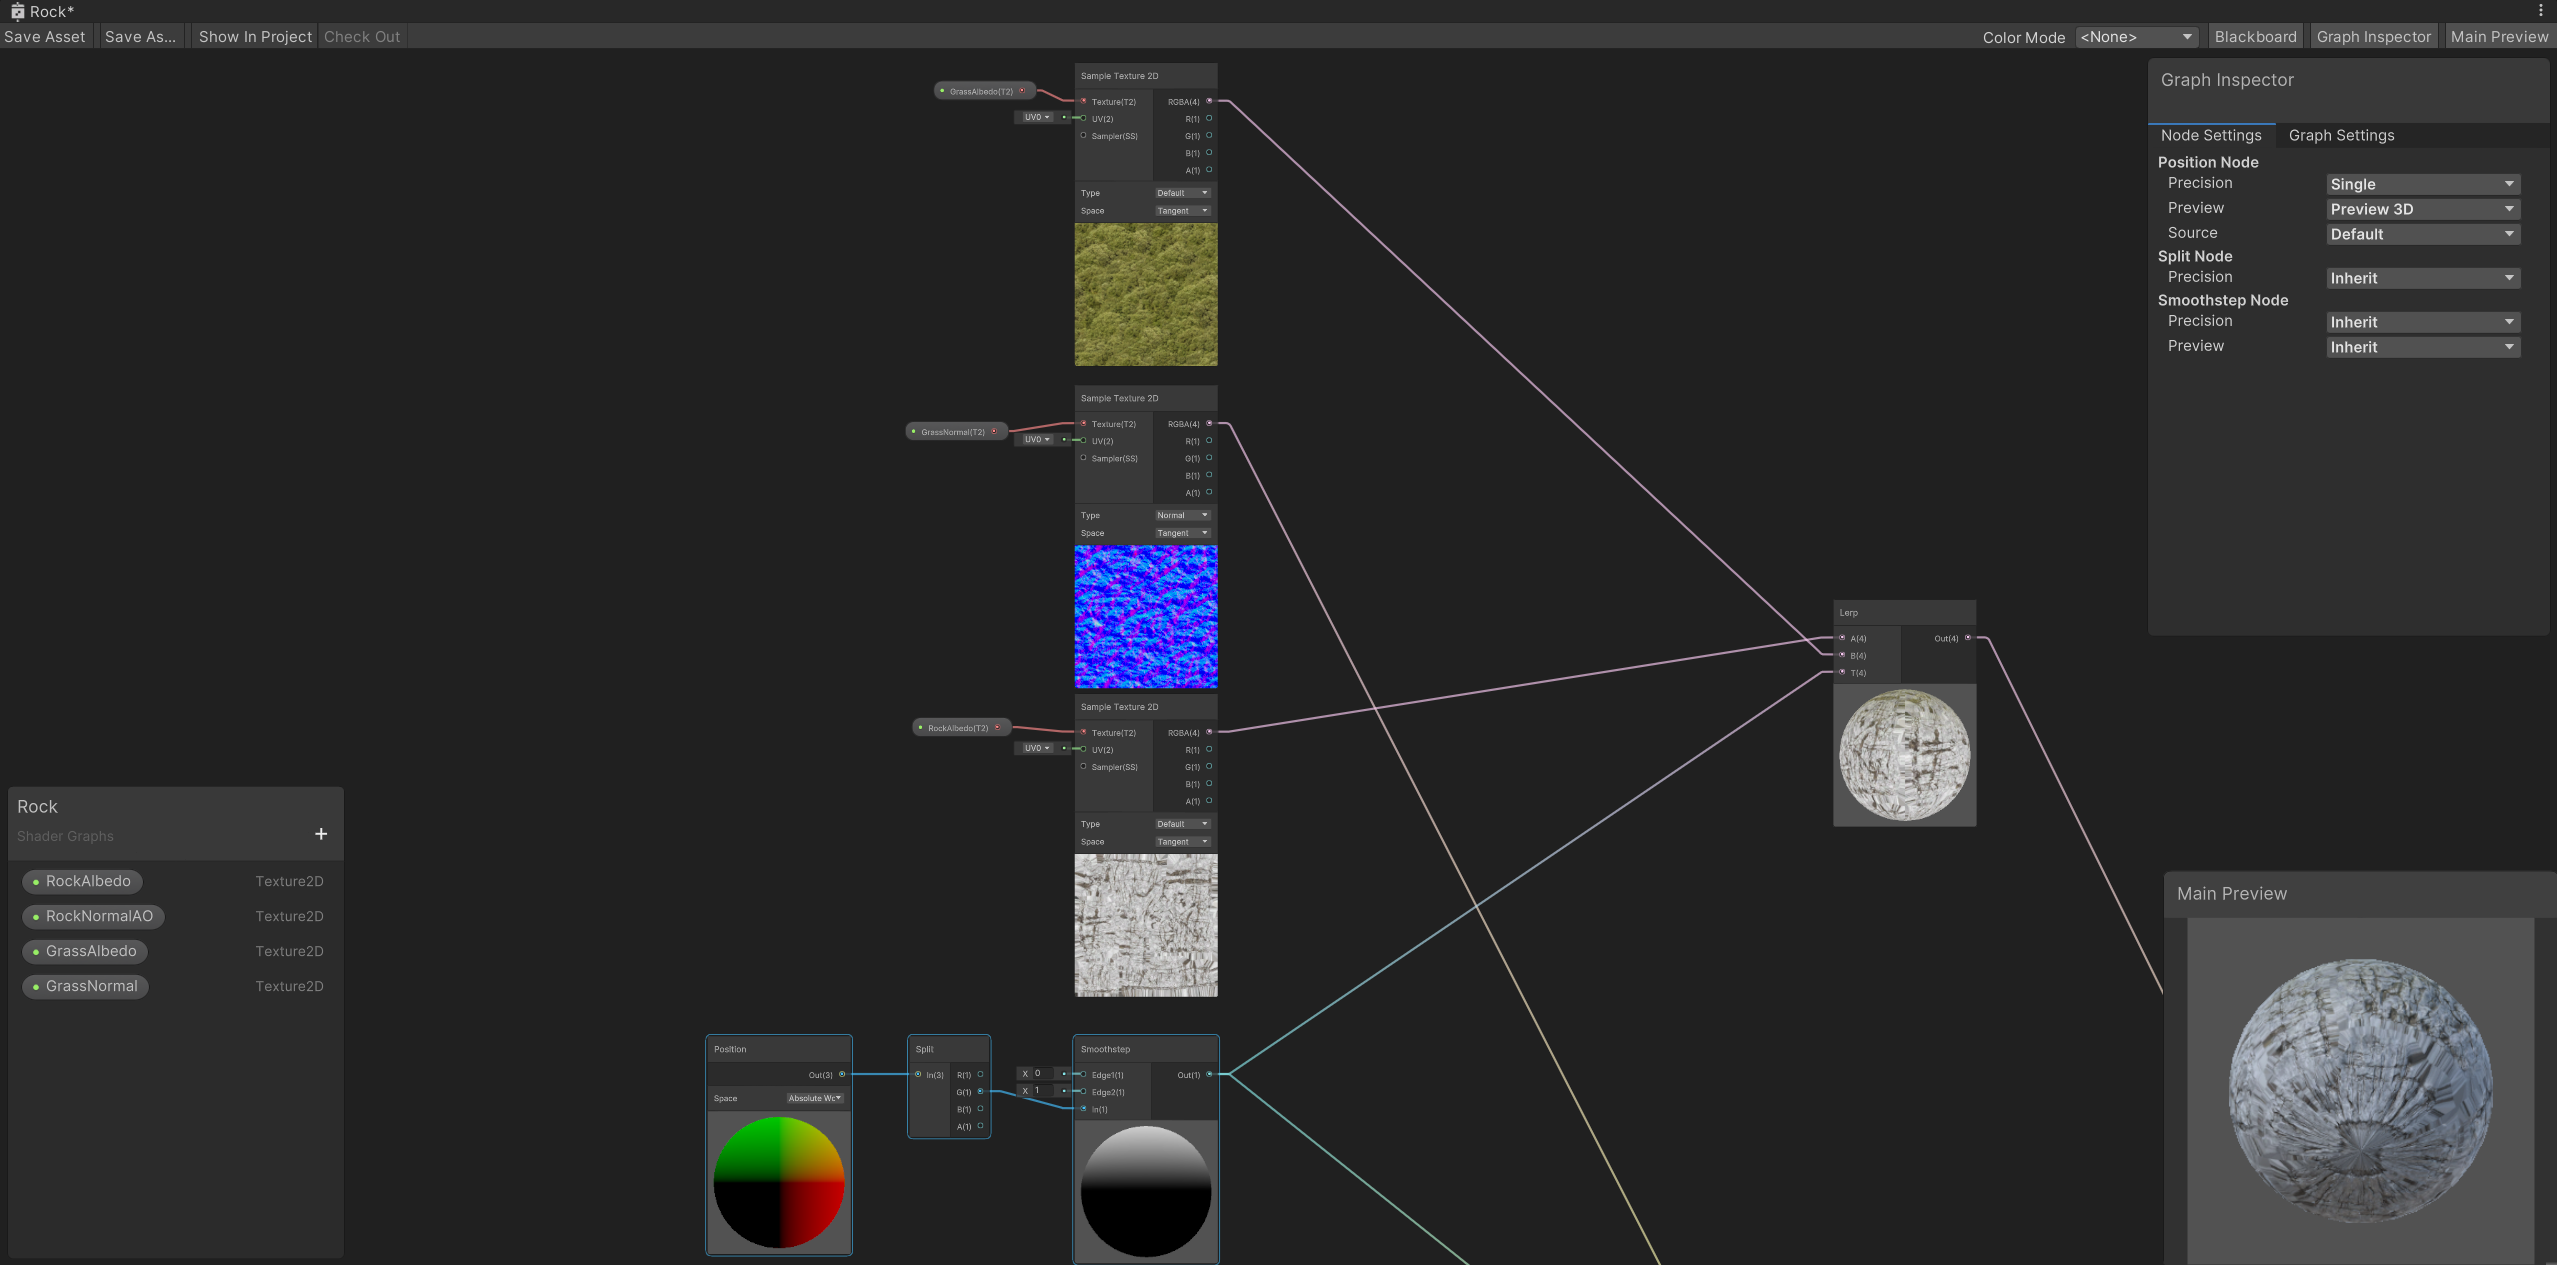 Rock*
Save Asset Save As... Show In Project Check Out Color Mode <None> Blackboard Graph Inspector Main Preview
GrassAlbedo(T2)
UV0
Sample Texture 2D
Texture(T2) RGBA(4)
UV(2) R(1)
Sampler(SS) G(1)
B(1)
A(1)
Type Default
Space Tangent
GrassNormal(T2)
UV0
Sample Texture 2D
Texture(T2) RGBA(4)
UV(2) R(1)
Sampler(SS) G(1)
B(1)
A(1)
Type Normal
Space Tangent
RockAlbedo(T2)
UV0
Sample Texture 2D
Texture(T2) RGBA(4)
UV(2) R(1)
Sampler(SS) G(1)
B(1)
A(1)
Type Default
Space Tangent
Lerp
A(4) Out(4)
B(4)
T(4)
Graph Inspector
Node Settings Graph Settings
Position Node
Precision Single
Preview Preview 3D
Source Default
Split Node
Precision Inherit
Smoothstep Node
Precision Inherit
Preview Inherit
Rock
Shader Graphs +
RockAlbedo Texture2D
RockNormalAO Texture2D
GrassAlbedo Texture2D
GrassNormal Texture2D
Position
Out(3)
Space Absolute Wc
Split
In(3) R(1)
G(1)
B(1)
A(1)
X 0
X 1
Smoothstep
Edge1(1) Out(1)
Edge2(1)
In(1)
Main Preview